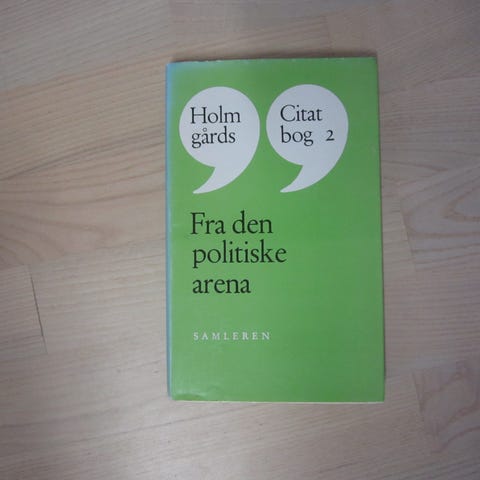 Holm
gårds
Citat
bog 2
Fra den
politiske
arena
SAMLEREN